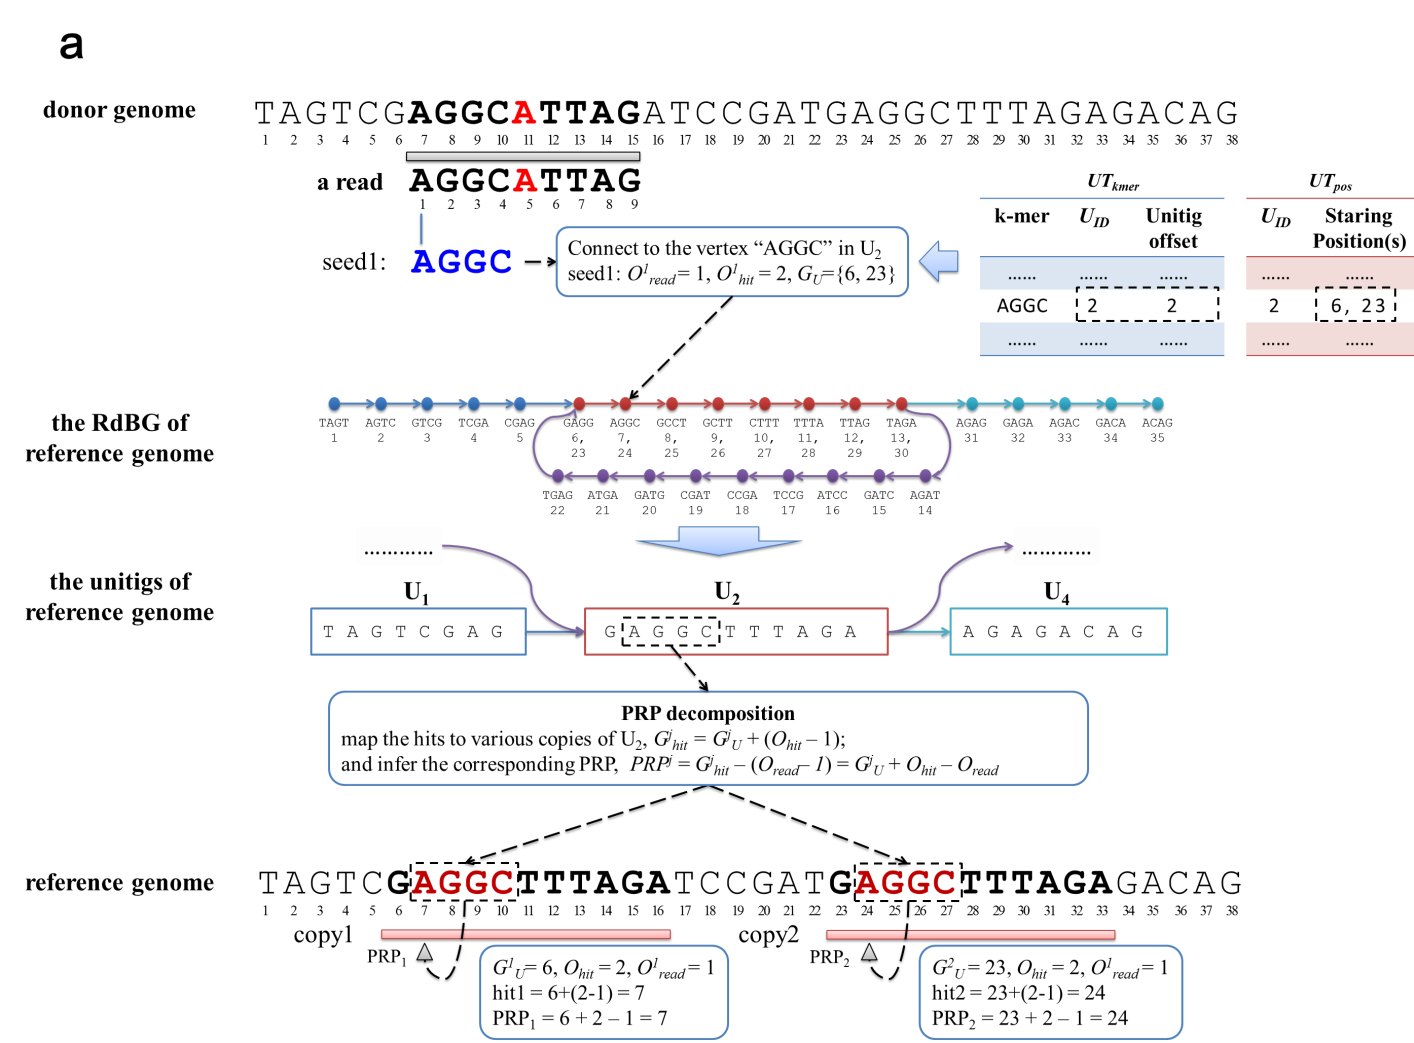 a
donor genome
TAGTCGAGGCATTAGATCCGATGAGGCTTTAGAGACAG
1 2 3 4 5 6 7 8 9 10 11 12 13 14 15 16 17 18 19 20 21 22 23 24 25 26 27 28 29 30 31 32 33 34 35 36 37 38
a read AGGCATTAG
1 2 3 4 5 6 7 8 9
seed1: AGGC
Connect to the vertex “AGGC” in U2
seed1: O1read = 1, O1hit = 2, GU={6, 23}
UTkmer
k-mer UID Unitig offset
...... ...... ......
AGGC 2 2
...... ...... ......
UTpos
UID Staring Position(s)
...... ......
2 6, 23
...... ......
the RdBG of
reference genome
TAGT AGTC GTCG TCGA CGAG GAGG AGGC GCCT GCTT CTTT TTTA TTAG TAGA AGAG GAGA AGAC GACA ACAG
1 2 3 4 5 6, 7, 8, 9, 10, 11, 12, 13, 31 32 33 34 35
23 24 25 26 27 28 29 30
TGAG ATGA GATG CGAT CCGA TCCG ATCC GATC AGAT
22 21 20 19 18 17 16 15 14
............ ............
the unitigs of
reference genome
U1 U2 U4
TAGTCGAG GAGGCTTTAGA AGAGACAG
PRP decomposition
map the hits to various copies of U2, Gjhit = GjU + (Ohit – 1);
and infer the corresponding PRP, PRPj = Gjhit – (Oread– 1) = GjU + Ohit – Oread
reference genome
TAGTCGAGGCTTTAGATCCGATGAGGCTTTAGAGACAG
1 2 3 4 5 6 7 8 9 10 11 12 13 14 15 16 17 18 19 20 21 22 23 24 25 26 27 28 29 30 31 32 33 34 35 36 37 38
copy1 copy2
PRP1 PRP2
G1U= 6, Ohit = 2, O1read = 1
hit1 = 6+(2-1) = 7
PRP1 = 6 + 2 – 1 = 7
G2U = 23, Ohit = 2, O1read = 1
hit2 = 23+(2-1) = 24
PRP2 = 23 + 2 – 1 = 24